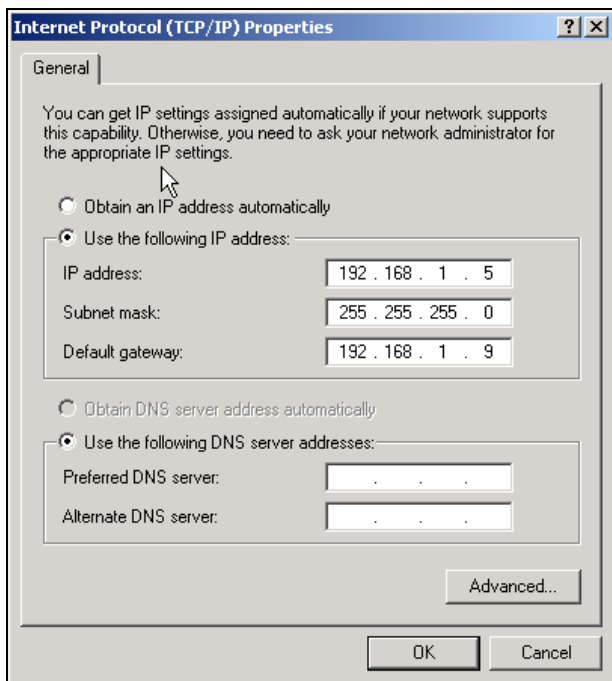 Internet Protocol (TCP/IP) Properties
General
You can get IP settings assigned automatically if your network supports
this capability. Otherwise, you need to ask your network administrator for
the appropriate IP settings.
Obtain an IP address automatically
Use the following IP address:
IP address: 192 . 168 . 1 . 5
Subnet mask: 255 . 255 . 255 . 0
Default gateway: 192 . 168 . 1 . 9
Obtain DNS server address automatically
Use the following DNS server addresses:
Preferred DNS server: . . .
Alternate DNS server: . . .
Advanced...
OK Cancel